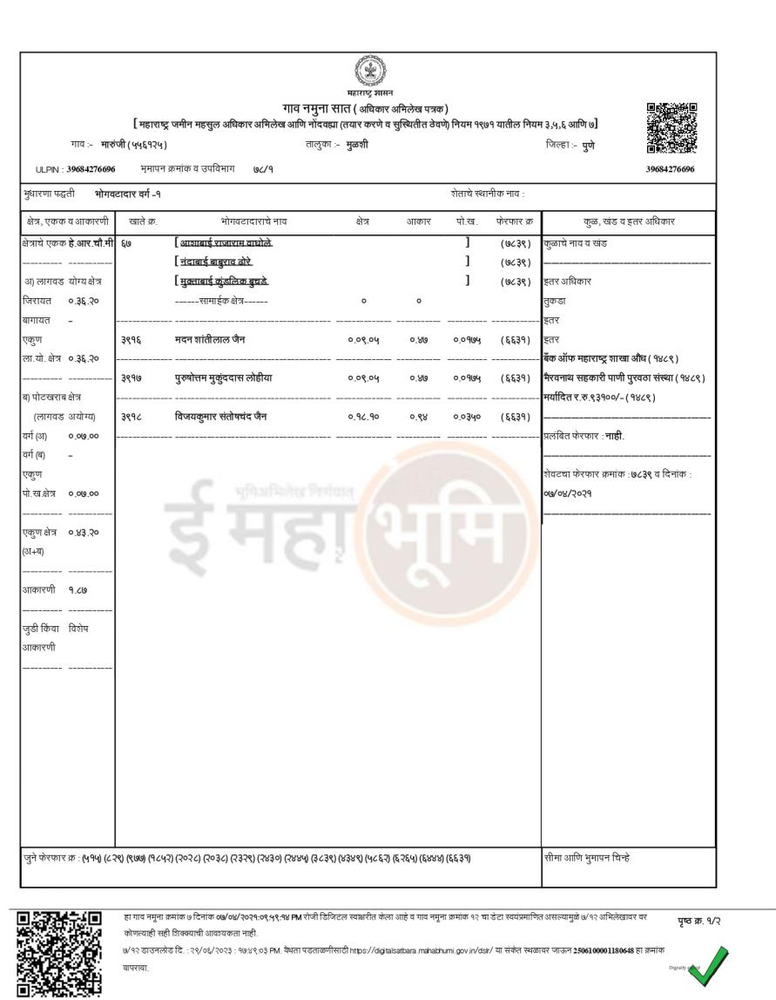 महाराष्ट्र शासन
गाव नमुना सात ( अधिकार अभिलेख पत्रक )
[ महाराष्ट्र जमीन महसुल अधिकार अभिलेख आणि नोंदवह्या (तयार करणे व सुस्थितीत ठेवणे) नियम १९७१ यातील नियम ३,५,६ आणि ७]
गाव :- मारुंजी (५५६१२५) तालुका :- मुळशी जिल्हा :- पुणे
ULPIN : 39684276696 भूमापन क्रमांक व उपविभाग ७८/१ 39684276696
भुधारणा पद्धती भोगवटादार वर्ग -१ शेताचे स्थानीक नाव :
क्षेत्र, एकक व आकारणी खाते क्र. भोगवटादाराचे नाव क्षेत्र आकार पो.ख. फेरफार क्र कुळ, खंड व इतर अधिकार
क्षेत्राचे एकक हे.आर.चौ.मी ६७ [ आशाबाई राजाराम वाघोले ] (७८३९) कुळाचे नाव व खंड
[ नंदाबाई बाबुराव ढोरे ] (७८३९)
अ) लागवड योग्य क्षेत्र [ मुक्ताबाई कुंडलिक बुचडे ] (७८३९) इतर अधिकार
जिरायत ०.३६.२० ------सामाईक क्षेत्र------ ० ० तुकडा
बागायत - इतर
एकुण ३९१६ मदन शांतीलाल जैन ०.०९.०५ ०.४७ ०.०१७५ (६६३१) इतर
ला.यो. क्षेत्र ०.३६.२० बँक ऑफ महाराष्ट्र शाखा औध ( १४८९ )
३९१७ पुरुषोत्तम मुकुंददास लोहीया ०.०९.०५ ०.४७ ०.०१७५ (६६३१) भैरवनाथ सहकारी पाणी पुरवठा संस्था ( १४८९ )
ब) पोटखराब क्षेत्र मर्यादित र.रु.९३१००/- ( १४८९ )
(लागवड अयोग्य) ३९१८ विजयकुमार संतोषचंद जैन ०.१८.१० ०.९४ ०.०३५० (६६३१)
वर्ग (अ) ०.०७.०० प्रलंबित फेरफार : नाही.
वर्ग (ब) -
एकुण शेवटचा फेरफार क्रमांक : ७८३९ व दिनांक :
पो.ख.क्षेत्र ०.०७.०० ०७/०४/२०२१
भूमिअभिलेख निर्गमात्
ई महाभूमि
एकुण क्षेत्र ०.४३.२०
(अ+ब)
आकारणी १.८७
जुडी किंवा विशेष
आकारणी
जुने फेरफार क्र : (५१५) (८२९) (९७७) (१८५२) (२०२८) (२०३८) (२३२९) (२४३०) (२४४५) (३८३९) (४३४९) (५८६२) (६२६५) (६४४४) (६६३१) सीमा आणि भुमापन चिन्हे
हा गाव नमूना क्रमांक ७ दिनांक ०७/०४/२०२१:०९:५९:१४ PM रोजी डिजिटल स्वाक्षरीत केला आहे व गाव नमूना क्रमांक १२ चा डेटा स्वयंप्रमाणित असल्यामुळे ७/१२ अभिलेखावर वर पृष्ठ क्र. १/२
कोणत्याही सही शिक्क्याची आवश्यकता नाही.
७/१२ डाउनलोड दि. : २९/०६/२०२३ : १७:४९:०३ PM. वैधता पडताळणीसाठी https://digitalsatbara.mahabhumi.gov.in/dslr/ या संकेत स्थळावर जाऊन 2506100001180648 हा क्रमांक
वापरावा.
Digitally